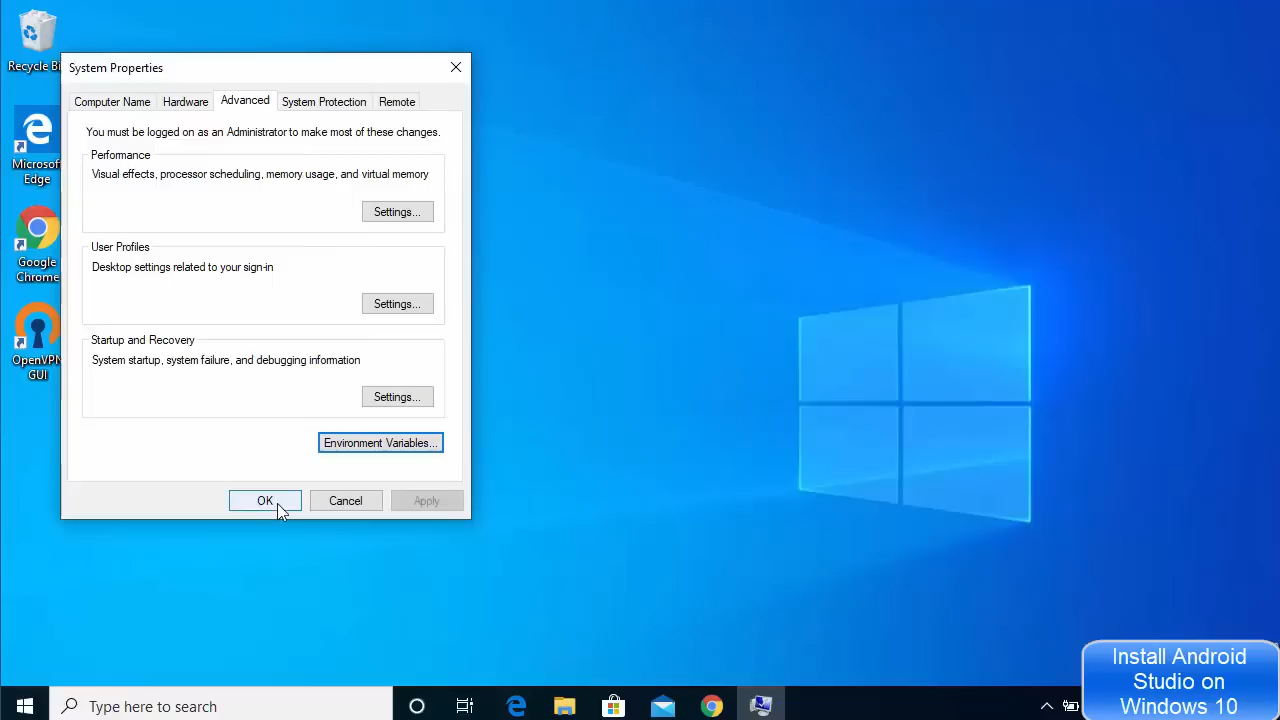 Recycle Bi
Microsof
Edge
Google
Chrome
OpenVPN
GUI
System Properties
Computer Name
Hardware
Advanced
System Protection
Remote
You must be logged on as an Administrator to make most of these changes.
Performance
Visual effects, processor scheduling, memory usage, and virtual memory
Settings...
User Profiles
Desktop settings related to your sign-in
Settings...
Startup and Recovery
System startup, system failure, and debugging information
Settings...
Environment Variables...
OK
Cancel
Apply
Type here to search
Install Android
Studio on
Windows 10